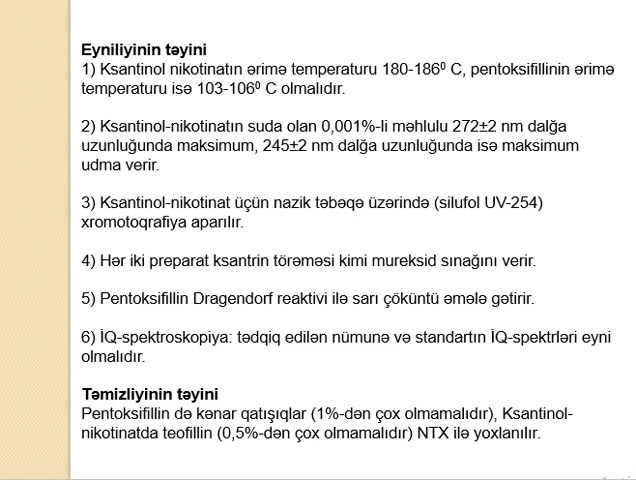 Eyniliyinin təyini
1) Ksantinol nikotinatın ərimə temperaturu 180-186⁰ C, pentoksifillinin ərimə
temperaturu isə 103-106⁰ C olmalıdır.
2) Ksantinol-nikotinatın suda olan 0,001%-li məhlulu 272±2 nm dalğa
uzunluğunda maksimum, 245±2 nm dalğa uzunluğunda isə maksimum
udma verir.
3) Ksantinol-nikotinat üçün nazik təbəqə üzərində (silufol UV-254)
xromotoqrafiya aparılır.
4) Hər iki preparat ksantrin törəməsi kimi mureksid sınağını verir.
5) Pentoksifillin Dragendorf reaktivi ilə sarı çöküntü əmələ gətirir.
6) İQ-spektroskopiya: tədqiq edilən nümunə və standartın İQ-spektrləri eyni
olmalıdır.
Təmizliyinin təyini
Pentoksifillin də kənar qatışıqlar (1%-dən çox olmamalıdır), Ksantinol-
nikotinatda teofillin (0,5%-dən çox olmamalıdır) NTX ilə yoxlanılır.